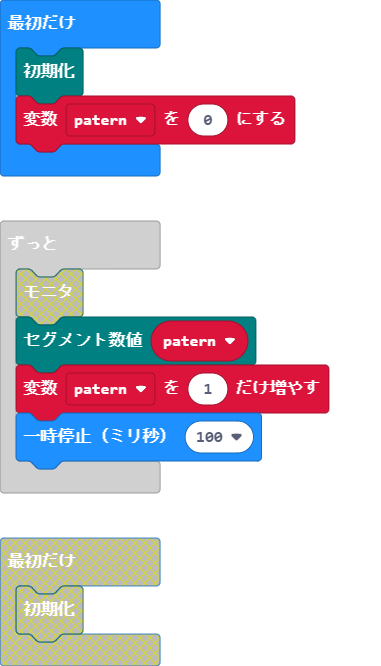 最初だけ
初期化
変数 patern を 0 にする
ずっと
モニタ
セグメント数値 patern
変数 patern を 1 だけ増やす
一時停止（ミリ秒） 100
最初だけ
初期化